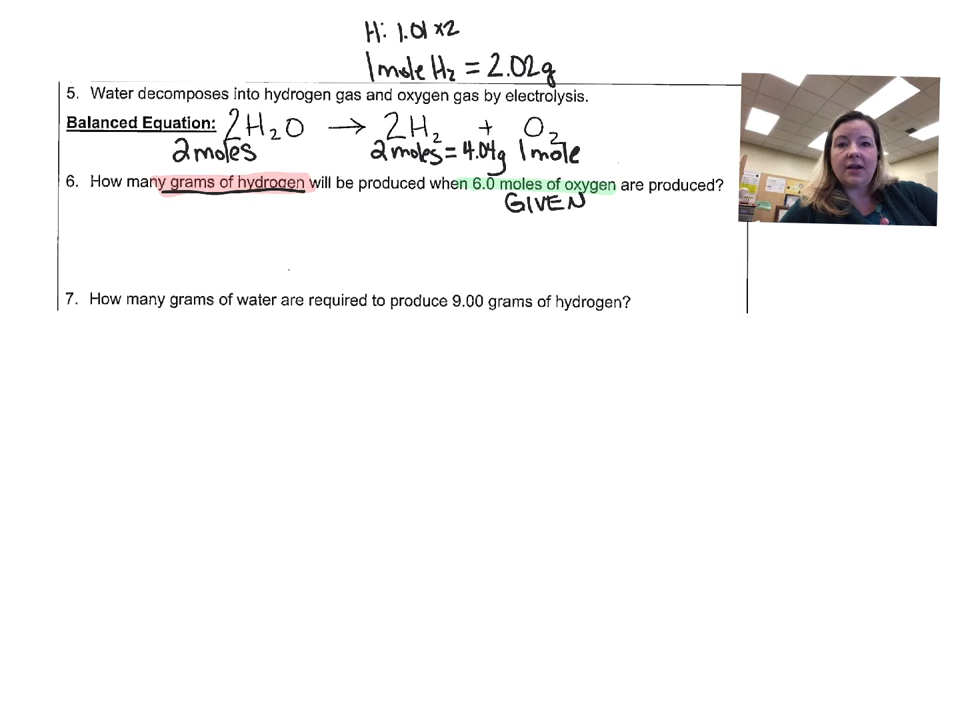 H: 1.01 x2
1 mole H₂ = 2.02g
5. Water decomposes into hydrogen gas and oxygen gas by electrolysis.
Balanced Equation: 2H₂O → 2H₂ + O₂
2 moles 2 moles = 4.04g 1 mole
6. How many grams of hydrogen will be produced when 6.0 moles of oxygen are produced?
GIVEN
7. How many grams of water are required to produce 9.00 grams of hydrogen?